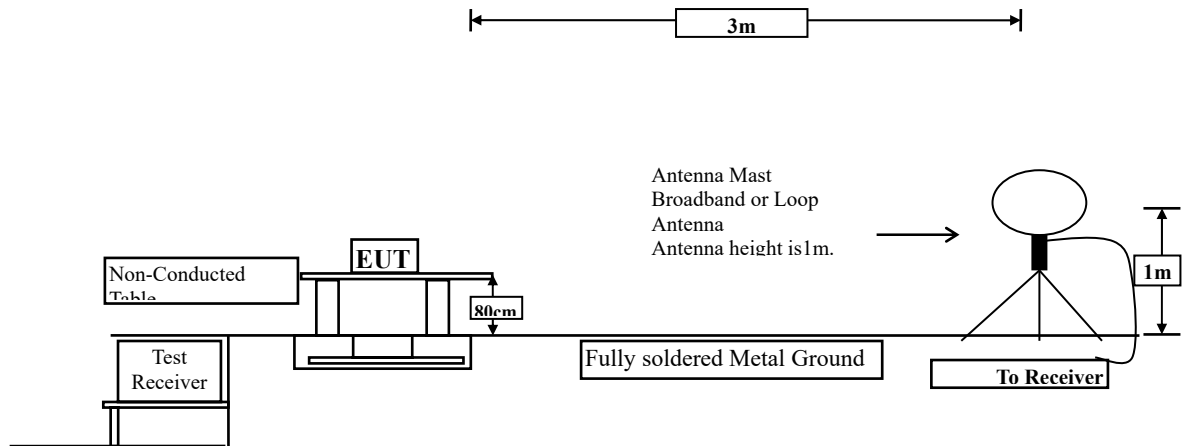 3m
Antenna Mast
Broadband or Loop
Antenna
Antenna height is1m.
EUT
Non-Conducted
Table
80cm
1m
Test
Receiver
Fully soldered Metal Ground
To Receiver